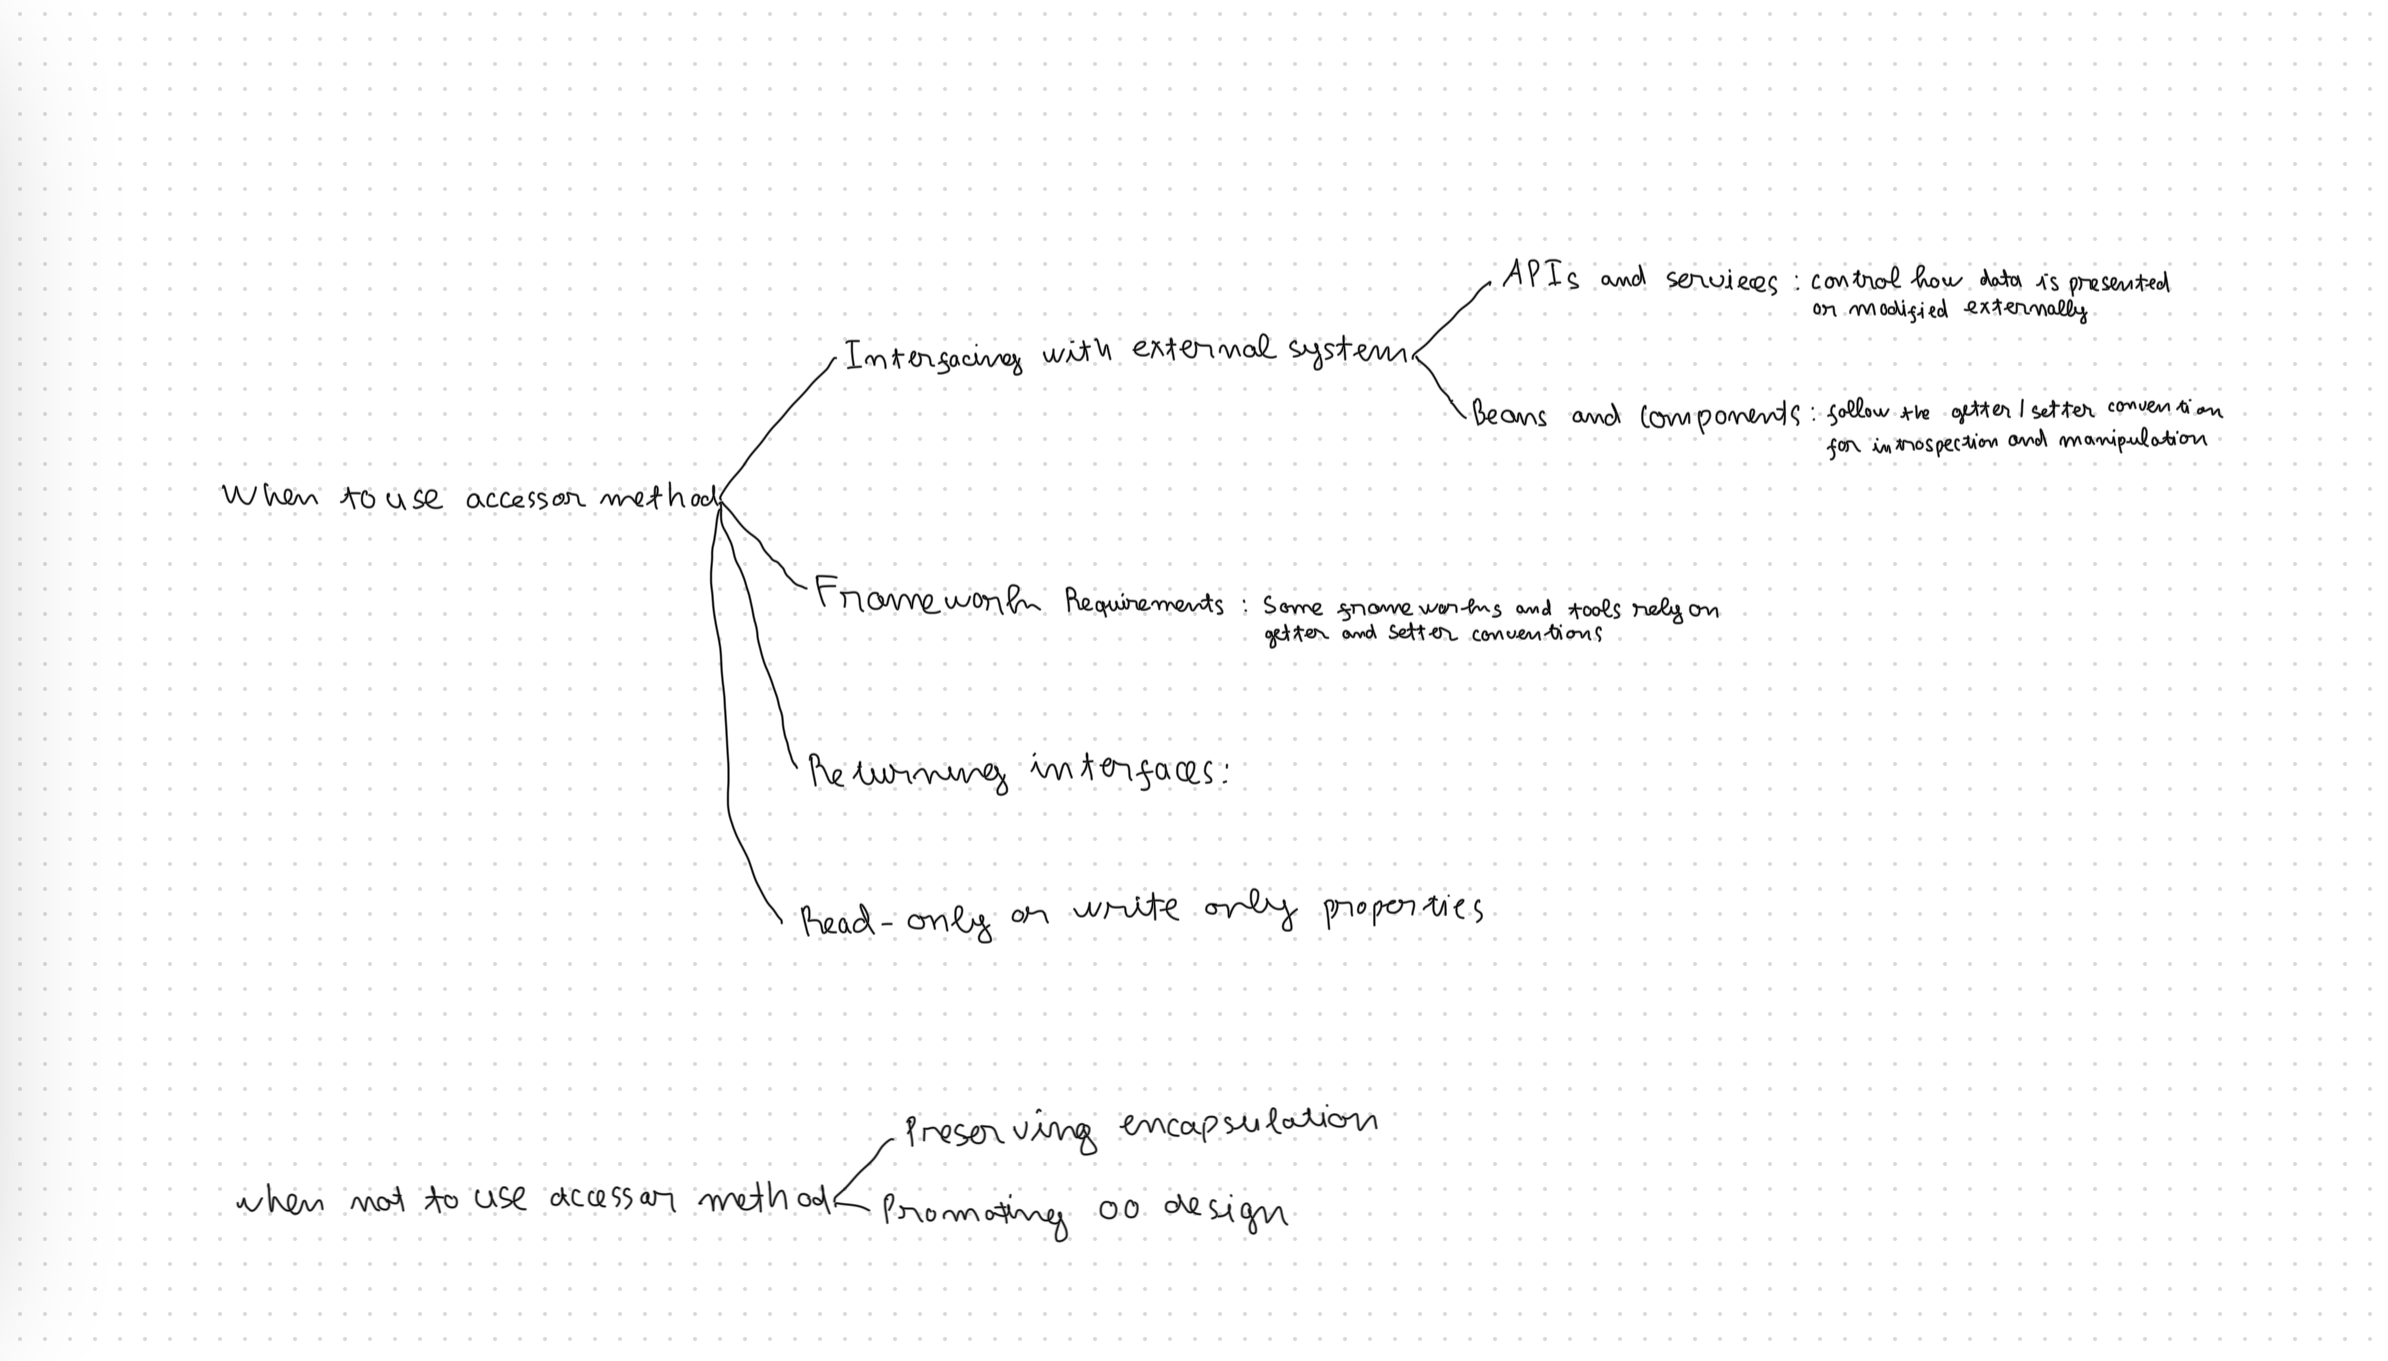 APIs and services : control how data is presented
or modified externally
Interfacing with external system
Beans and components : follow the getter / setter convention
for introspection and manipulation
When to use accessor method
Framework Requirements : Some frameworks and tools rely on
getter and setter conventions
Returning interfaces:
Read-only or write only properties
Preserving encapsulation
when not to use accessor method
Promoting OO design